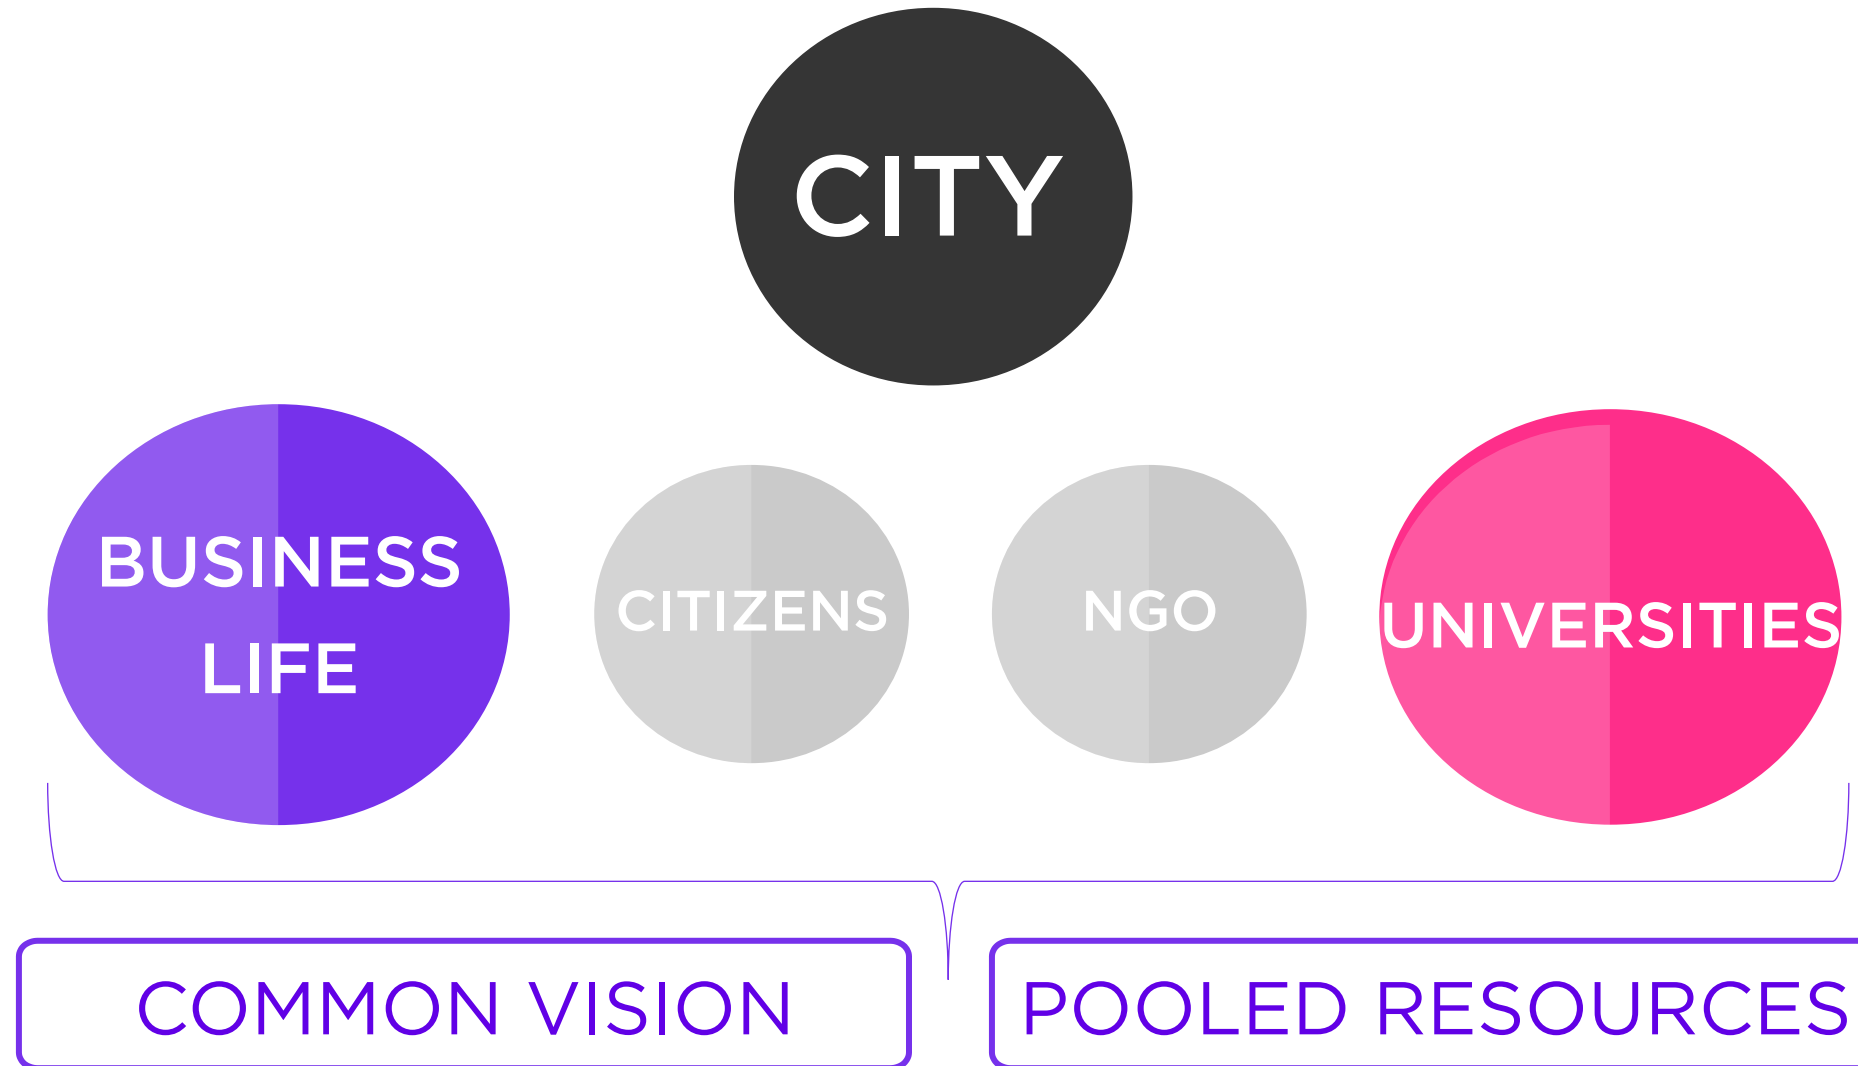 CITY
BUSINESS
LIFE
CITIZENS
NGO
UNIVERSITIES
COMMON VISION
POOLED RESOURCES